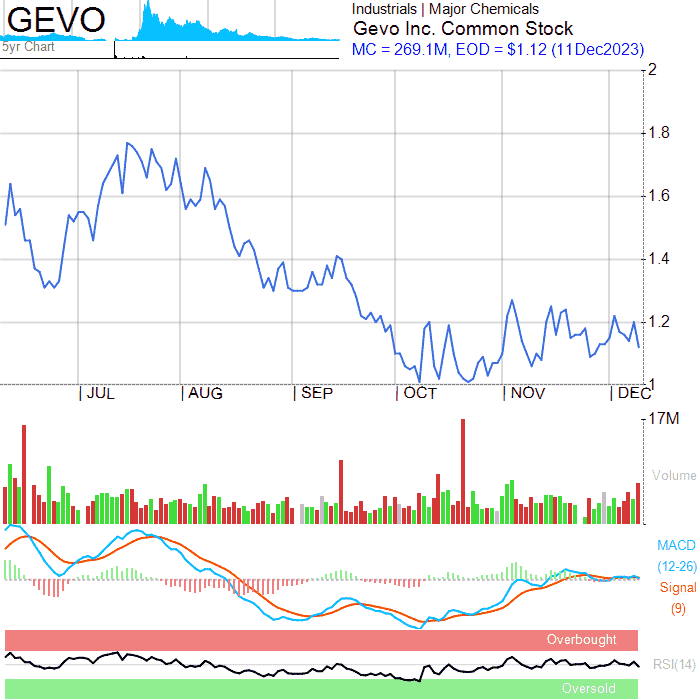 GEVO
5yr Chart
Industrials | Major Chemicals
Gevo Inc. Common Stock
MC = 269.1M, EOD = $1.12 (11Dec2023)
2
1.8
1.6
1.4
1.2
1
JUL
AUG
SEP
OCT
NOV
DEC
17M
Volume
MACD
(12-26)
Signal
(9)
Overbought
RSI(14)
Oversold